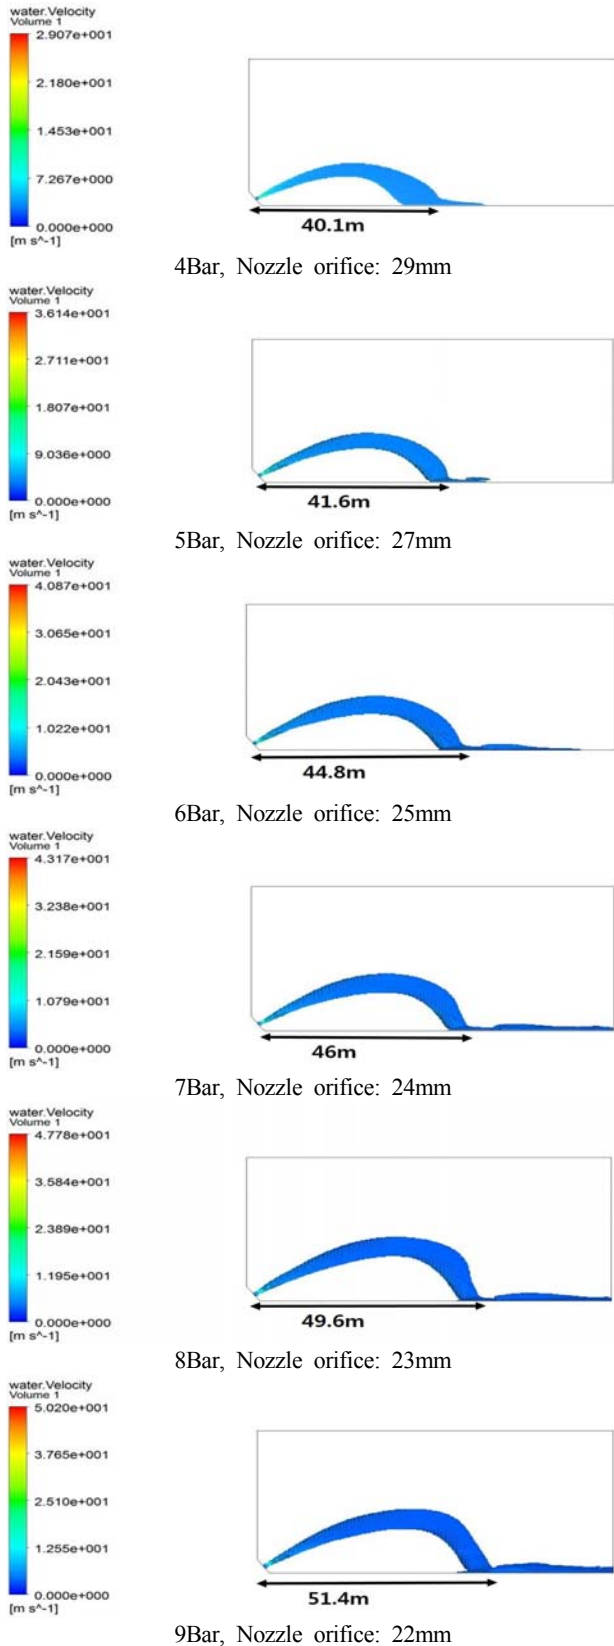 water.Velocity
Volume 1
2.907e+001
2.180e+001
1.453e+001
7.267e+000
0.000e+000
[m s^-1]
40.1m
4Bar, Nozzle orifice: 29mm
water.Velocity
Volume 1
3.614e+001
2.711e+001
1.807e+001
9.036e+000
0.000e+000
[m s^-1]
41.6m
5Bar, Nozzle orifice: 27mm
water.Velocity
Volume 1
4.087e+001
3.065e+001
2.043e+001
1.022e+001
0.000e+000
[m s^-1]
44.8m
6Bar, Nozzle orifice: 25mm
water.Velocity
Volume 1
4.317e+001
3.238e+001
2.159e+001
1.079e+001
0.000e+000
[m s^-1]
46m
7Bar, Nozzle orifice: 24mm
water.Velocity
Volume 1
4.778e+001
3.584e+001
2.389e+001
1.195e+001
0.000e+000
[m s^-1]
49.6m
8Bar, Nozzle orifice: 23mm
water.Velocity
Volume 1
5.020e+001
3.765e+001
2.510e+001
1.255e+001
0.000e+000
[m s^-1]
51.4m
9Bar, Nozzle orifice: 22mm